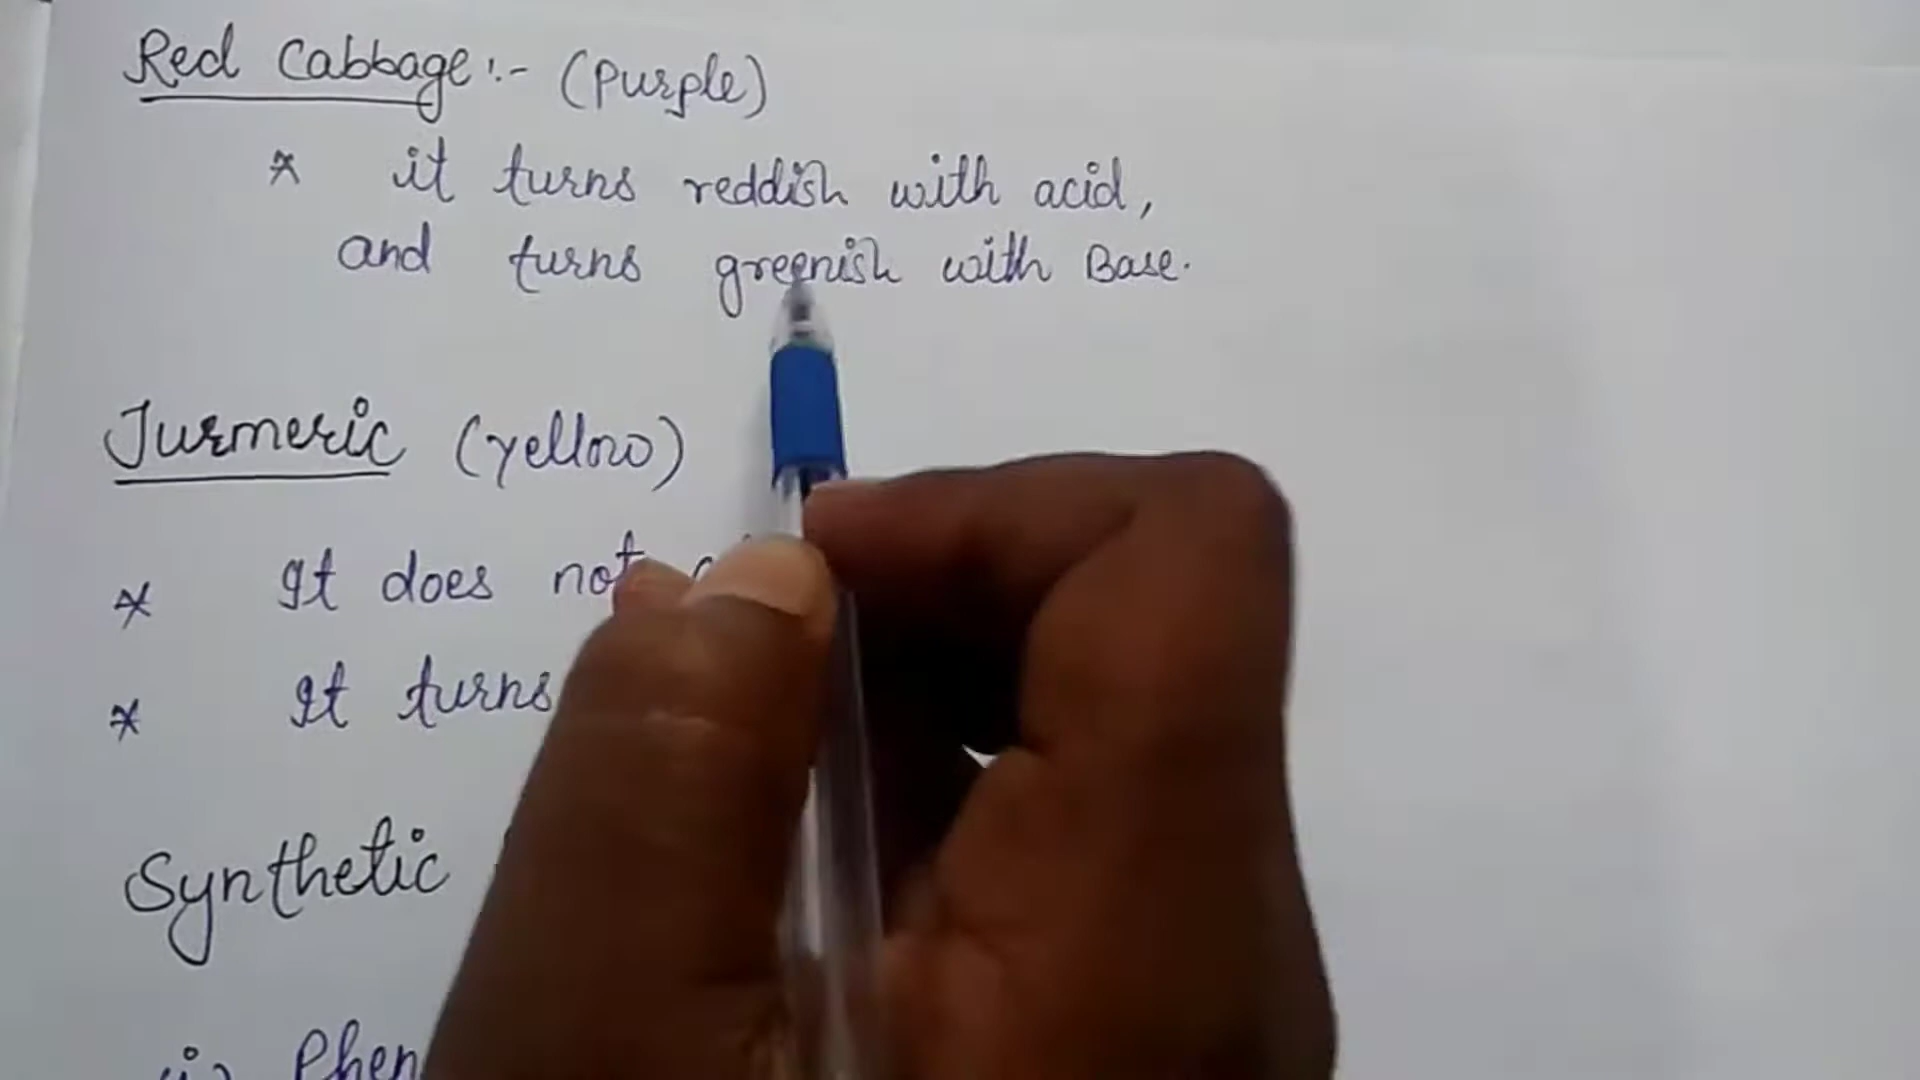 Red Cabbage :- (Purple)
* it turns reddish with acid,
and turns greenish with Base.
Turmeric (yellow)
* It does not
* It turns
Synthetic
i) Phen